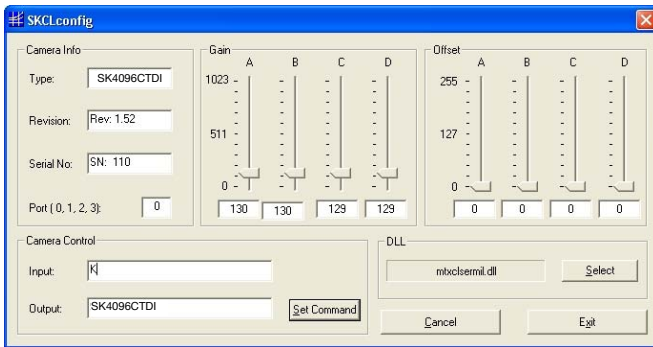 SKCLconfig
Camera Info
Type: SK4096CTDI
Revision: Rev: 1.52
Serial No: SN: 110
Port ( 0, 1, 2, 3): 0
Gain
A B C D
1023
511
0
130 130 129 129
Offset
A B C D
255
127
0
0 0 0 0
Camera Control
Input: K
Output: SK4096CTDI
Set Command
DLL
mtxclsermil.dll Select
Cancel Exit